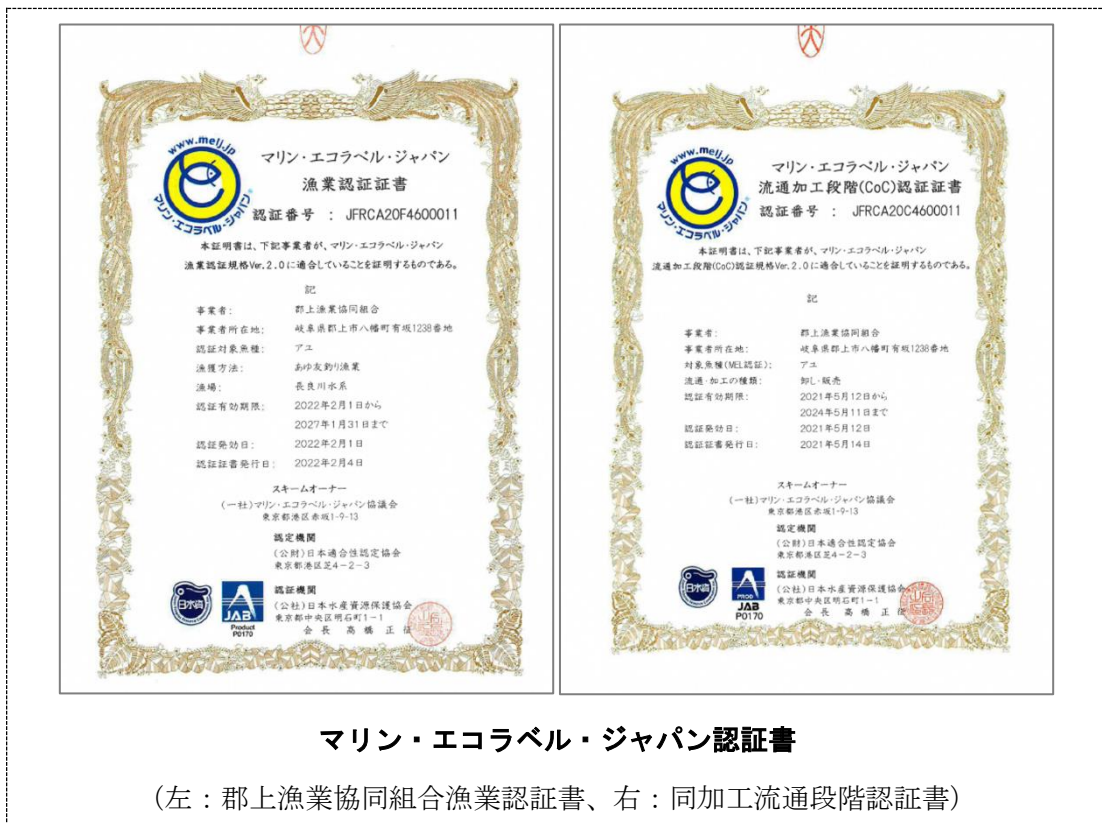 www.melj.jp
マリン・エコラベル・ジャパン
マリン・エコラベル・ジャパン
漁業認証証書
認証番号 : JFRCA20F4600011
本証明書は、下記事業者が、マリン・エコラベル・ジャパン
漁業認証規格Ver.2.0に適合していることを証明するものである。
記
事業者: 郡上漁業協同組合
事業者所在地: 岐阜県郡上市八幡町有坂1238番地
認証対象魚種: アユ
漁獲方法: あゆ友釣り漁業
漁場: 長良川水系
認証有効期限: 2022年2月1日から
2027年1月31日まで
認証発効日: 2022年2月1日
認証証書発行日: 2022年2月4日
スキームオーナー
(一社)マリン・エコラベル・ジャパン協議会
東京都港区赤坂1-9-13
認定機関
(公財)日本適合性認定協会
東京都港区芝4-2-3
認証機関
(公社)日本水産資源保護協会
東京都中央区明石町1-1
会長 高橋 正
日水資
JAB
Product
P0170
www.melj.jp
マリン・エコラベル・ジャパン
マリン・エコラベル・ジャパン
流通加工段階(CoC)認証証書
認証番号 : JFRCA20C4600011
本証明書は、下記事業者が、マリン・エコラベル・ジャパン
流通加工段階(CoC)認証規格Ver.2.0に適合していることを証明するものである。
記
事業者: 郡上漁業協同組合
事業者所在地: 岐阜県郡上市八幡町有坂1238番地
対象魚種(MEL認証): アユ
流通・加工の種類: 卸し・販売
認証有効期限: 2021年5月12日から
2024年5月11日まで
認証発効日: 2021年5月12日
認証証書発行日: 2021年5月14日
スキームオーナー
(一社)マリン・エコラベル・ジャパン協議会
東京都港区赤坂1-9-13
認定機関
(公財)日本適合性認定協会
東京都港区芝4-2-3
認証機関
(公社)日本水産資源保護協会
東京都中央区明石町1-1
会長 高橋 正
日水資
PROD
JAB
P0170
マリン・エコラベル・ジャパン認証書
(左:郡上漁業協同組合漁業認証書、右:同加工流通段階認証書)